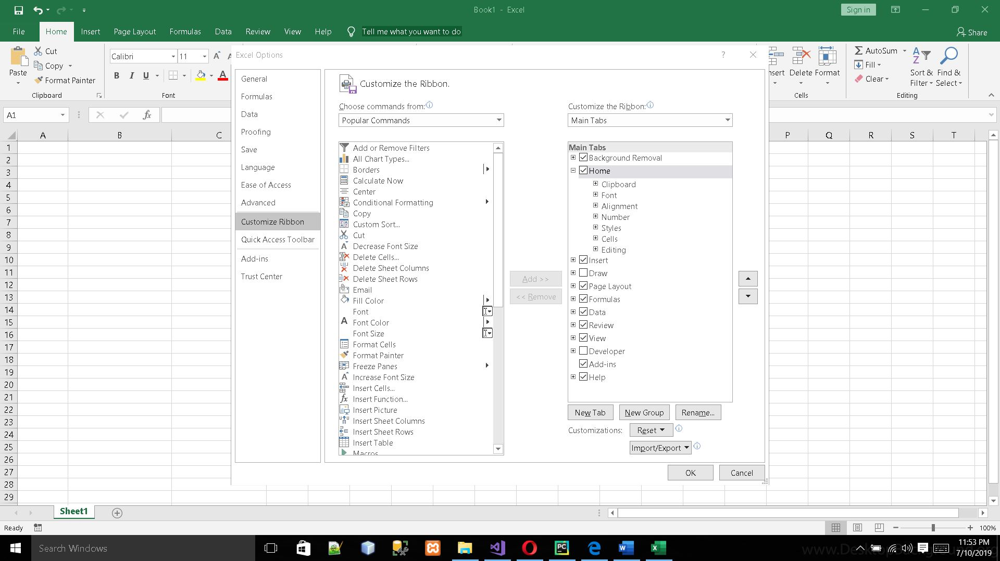 Book1 - Excel
Sign in
File Home Insert Page Layout Formulas Data Review View Help Tell me what you want to do
Share
Paste
Cut
Copy
Format Painter
Clipboard
Calibri 11
B I U
Font
nsert Delete Format
Cells
AutoSum
Fill
Clear
Sort & Filter
Find & Select
Editing
A1
fx
A B C P Q R S T
1
2
3
4
5
6
7
8
9
10
11
12
13
14
15
16
17
18
19
20
21
22
23
24
25
26
27
28
29
Excel Options
General
Formulas
Data
Proofing
Save
Language
Ease of Access
Advanced
Customize Ribbon
Quick Access Toolbar
Add-ins
Trust Center
Customize the Ribbon.
Choose commands from:
Popular Commands
Add or Remove Filters
All Chart Types...
Borders
Calculate Now
Center
Conditional Formatting
Copy
Custom Sort...
Cut
Decrease Font Size
Delete Cells...
Delete Sheet Columns
Delete Sheet Rows
Email
Fill Color
Font
Font Color
Font Size
Format Cells
Format Painter
Freeze Panes
Increase Font Size
Insert Cells...
Insert Function...
Insert Picture
Insert Sheet Columns
Insert Sheet Rows
Insert Table
Macros
Add >>
<< Remove
Customize the Ribbon:
Main Tabs
Main Tabs
Background Removal
Home
Clipboard
Font
Alignment
Number
Styles
Cells
Editing
Insert
Draw
Page Layout
Formulas
Data
Review
View
Developer
Add-ins
Help
New Tab New Group Rename...
Customizations: Reset
Import/Export
OK Cancel
Sheet1
Ready
100%
Search Windows
www.DesktopBackground.org
11:53 PM
7/10/2019